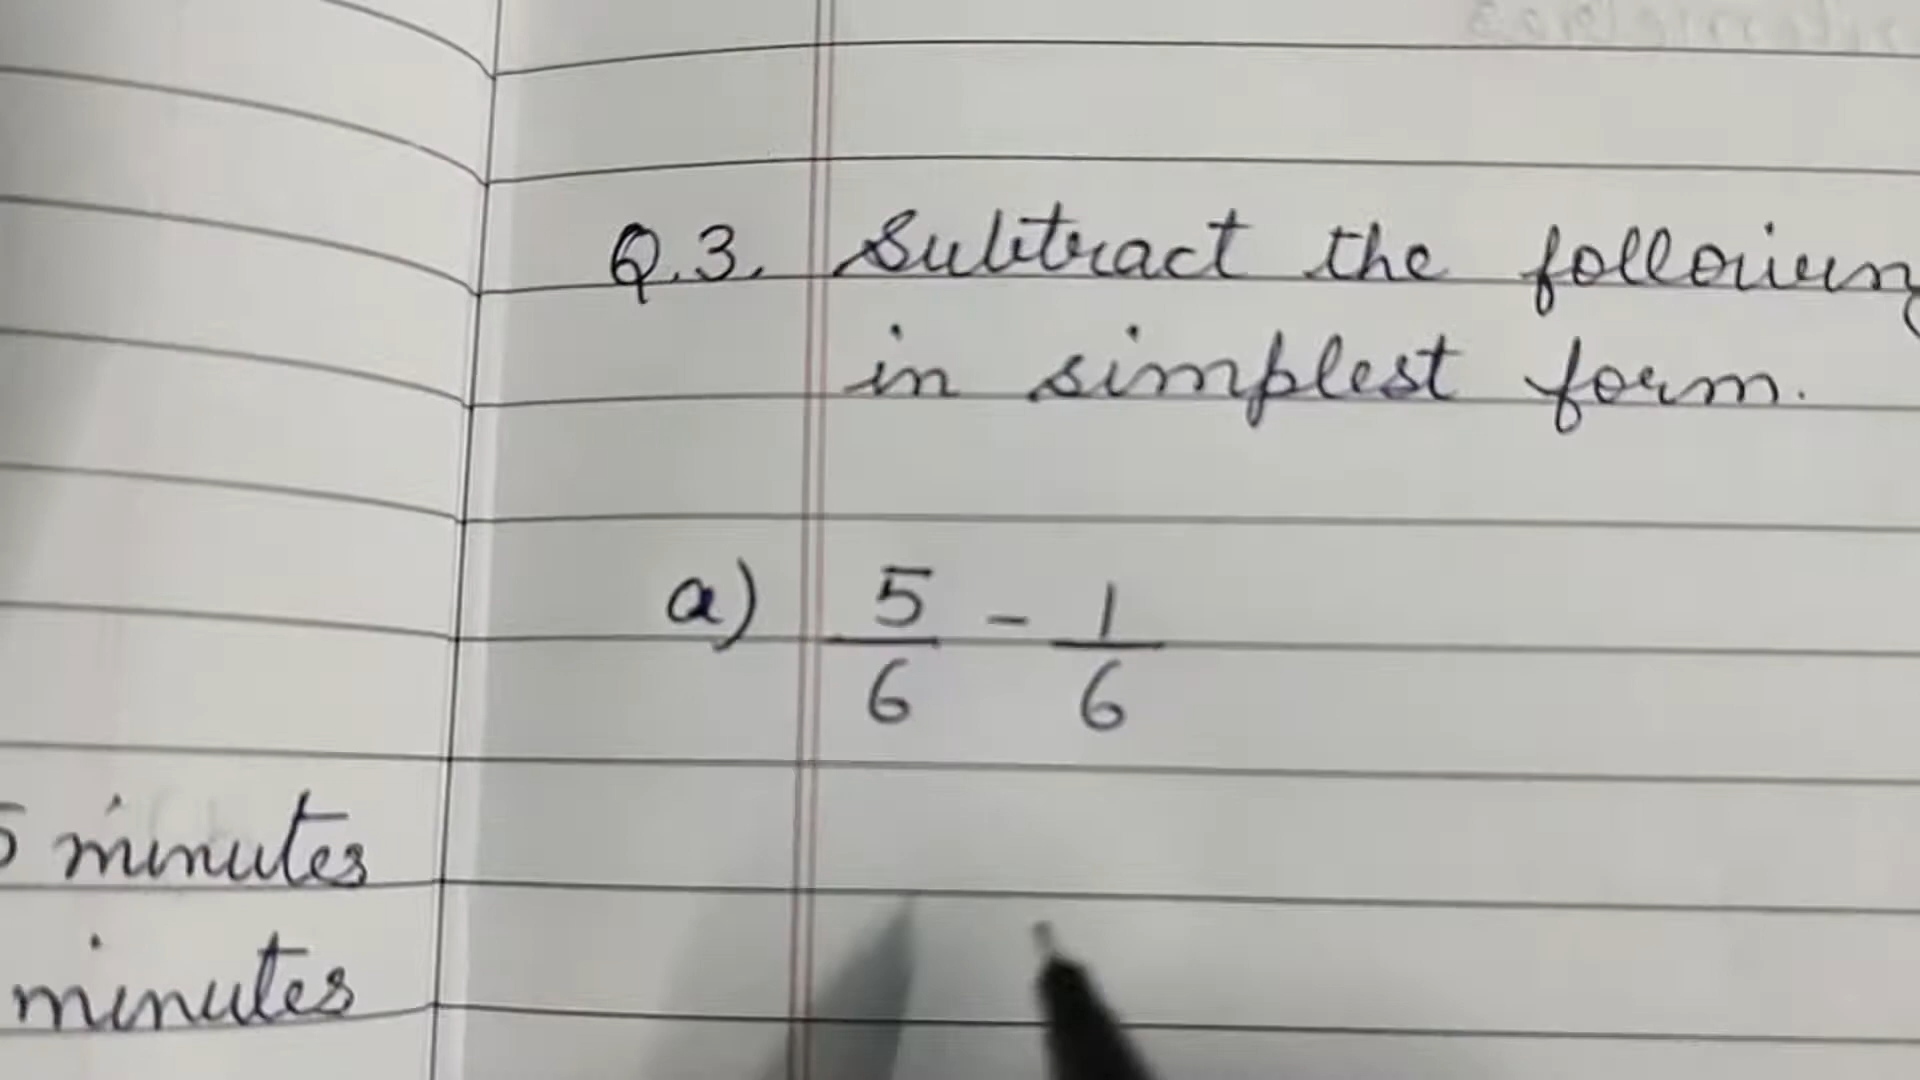 Q.3. Subtract the following
in simplest form.
a) 5/6 - 1/6
minutes
minutes